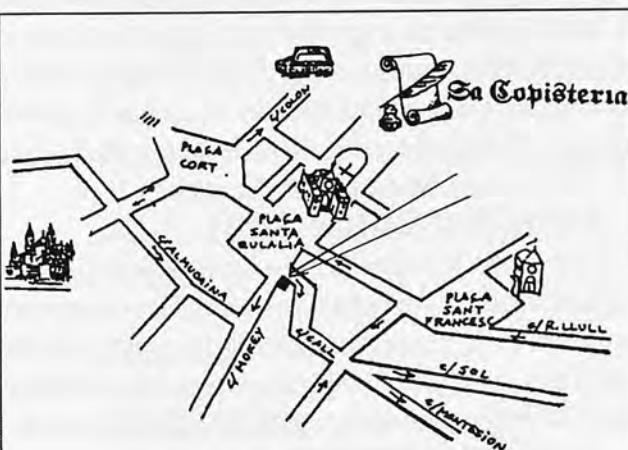 Sa Copisteria
C/COLON
PLAÇA
CORT
PLAÇA
SANTA
EULALIA
C/ALMUDAINA
PLAÇA
SANT
FRANCESC
C/R.LLULL
C/MOREY
C/CALL
C/SOL
C/MONTESION